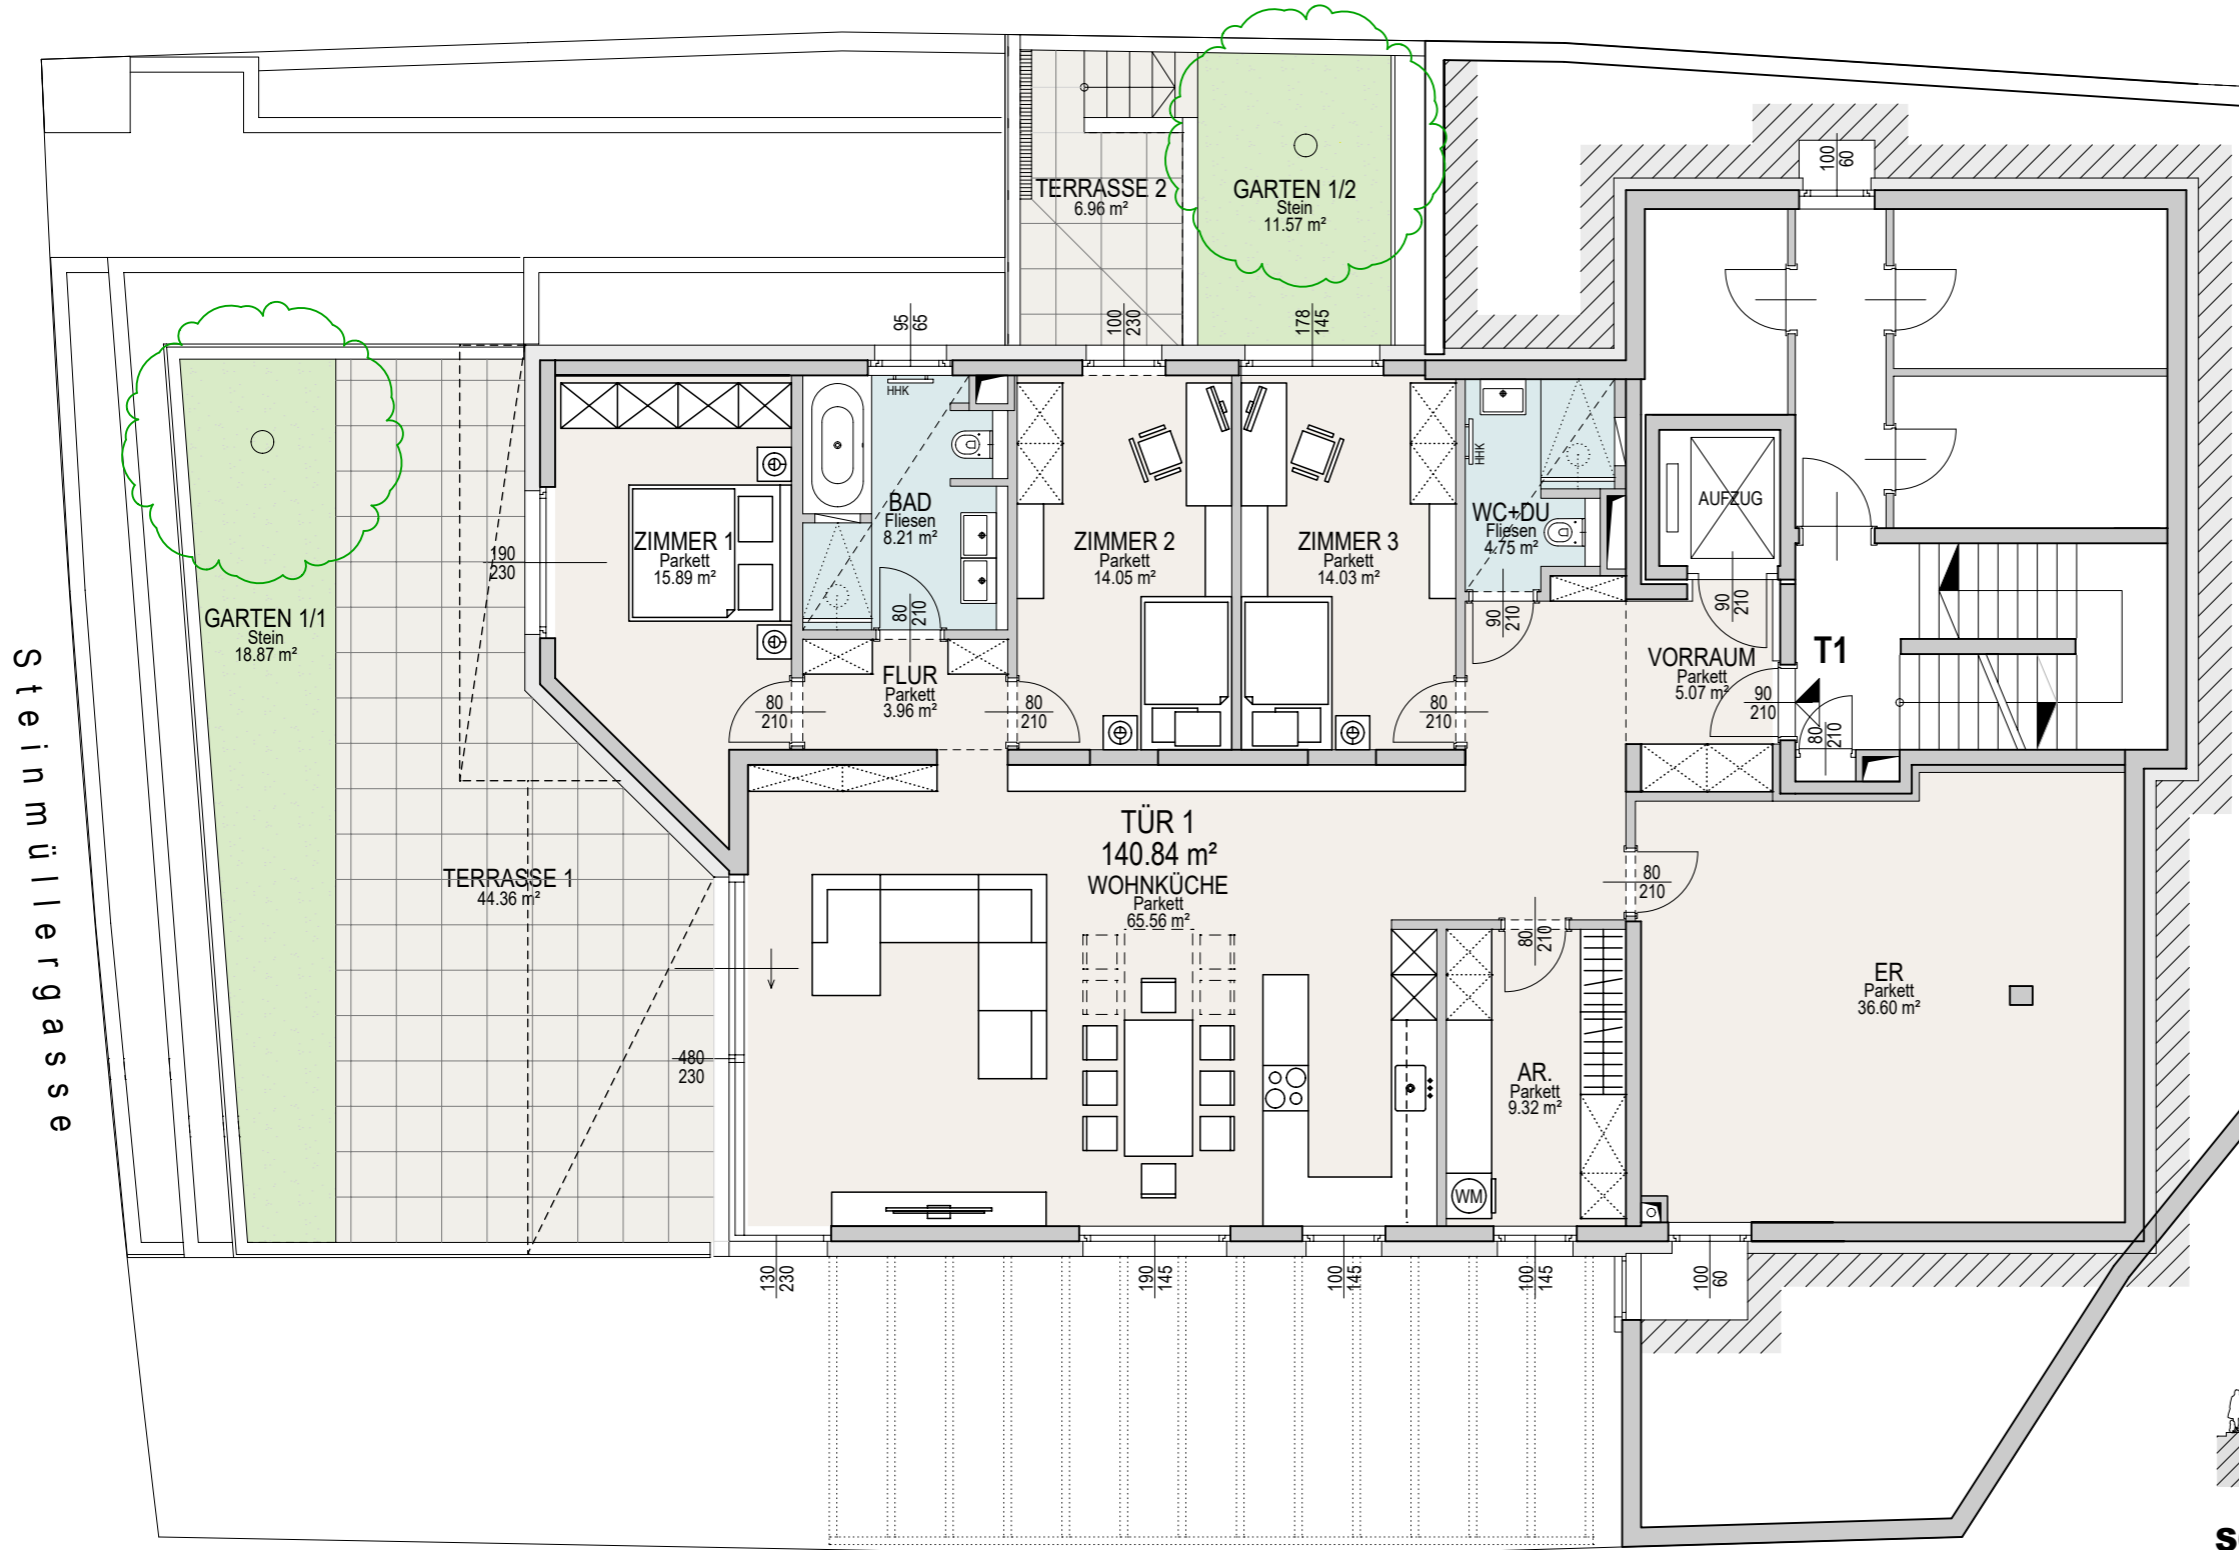 TERRASSE 2
6.96 m²
GARTEN 1/2
Stein
11.57 m²
100
60
95
65
100
230
178
145
HHK
HHK
AUFZUG
ZIMMER 1
Parkett
15.89 m²
BAD
Fliesen
8.21 m²
ZIMMER 2
Parkett
14.05 m²
ZIMMER 3
Parkett
14.03 m²
WC+DU
Fliesen
4.75 m²
190
230
80
210
90
210
90
210
GARTEN 1/1
Stein
18.87 m²
FLUR
Parkett
3.96 m²
VORRAUM
Parkett
5.07 m²
T1
80
210
80
210
80
210
90
210
80
210
Steinmüllergasse
TÜR 1
140.84 m²
WOHNKÜCHE
Parkett
65.56 m²
TERRASSE 1
44.36 m²
80
210
80
210
ER
Parkett
36.60 m²
480
230
AR.
Parkett
9.32 m²
WM
130
230
190
145
100
145
100
145
100
60